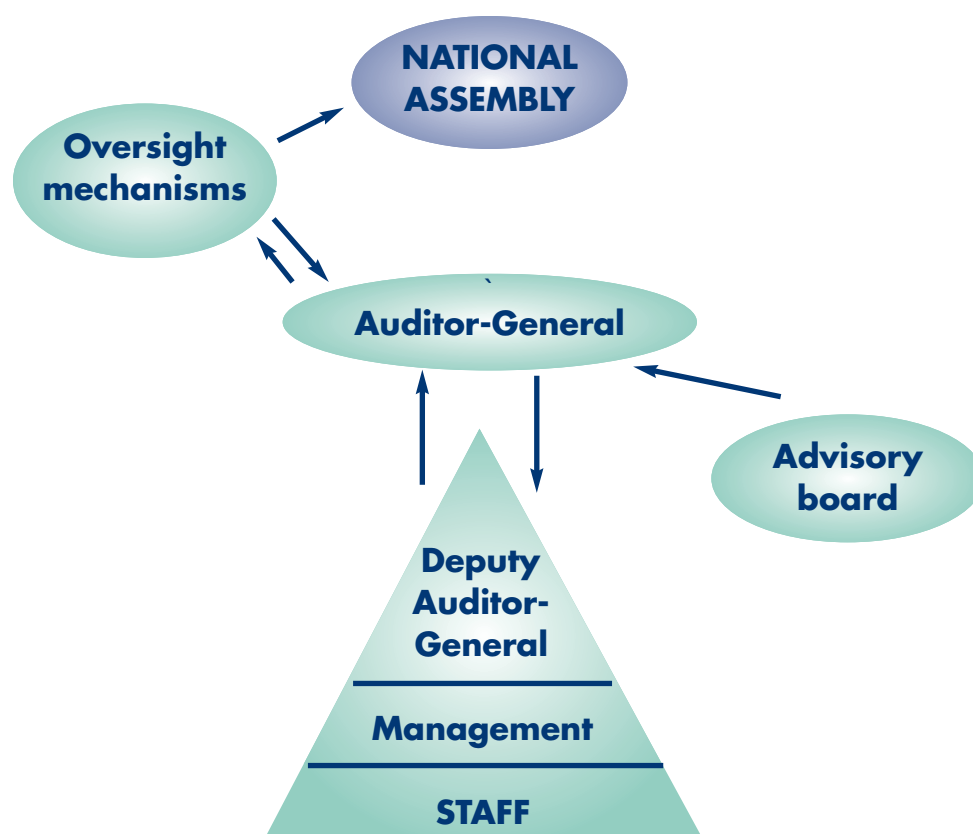 NATIONAL
ASSEMBLY
Oversight
mechanisms
`
Auditor-General
Advisory
board
Deputy
Auditor-
General
Management
STAFF